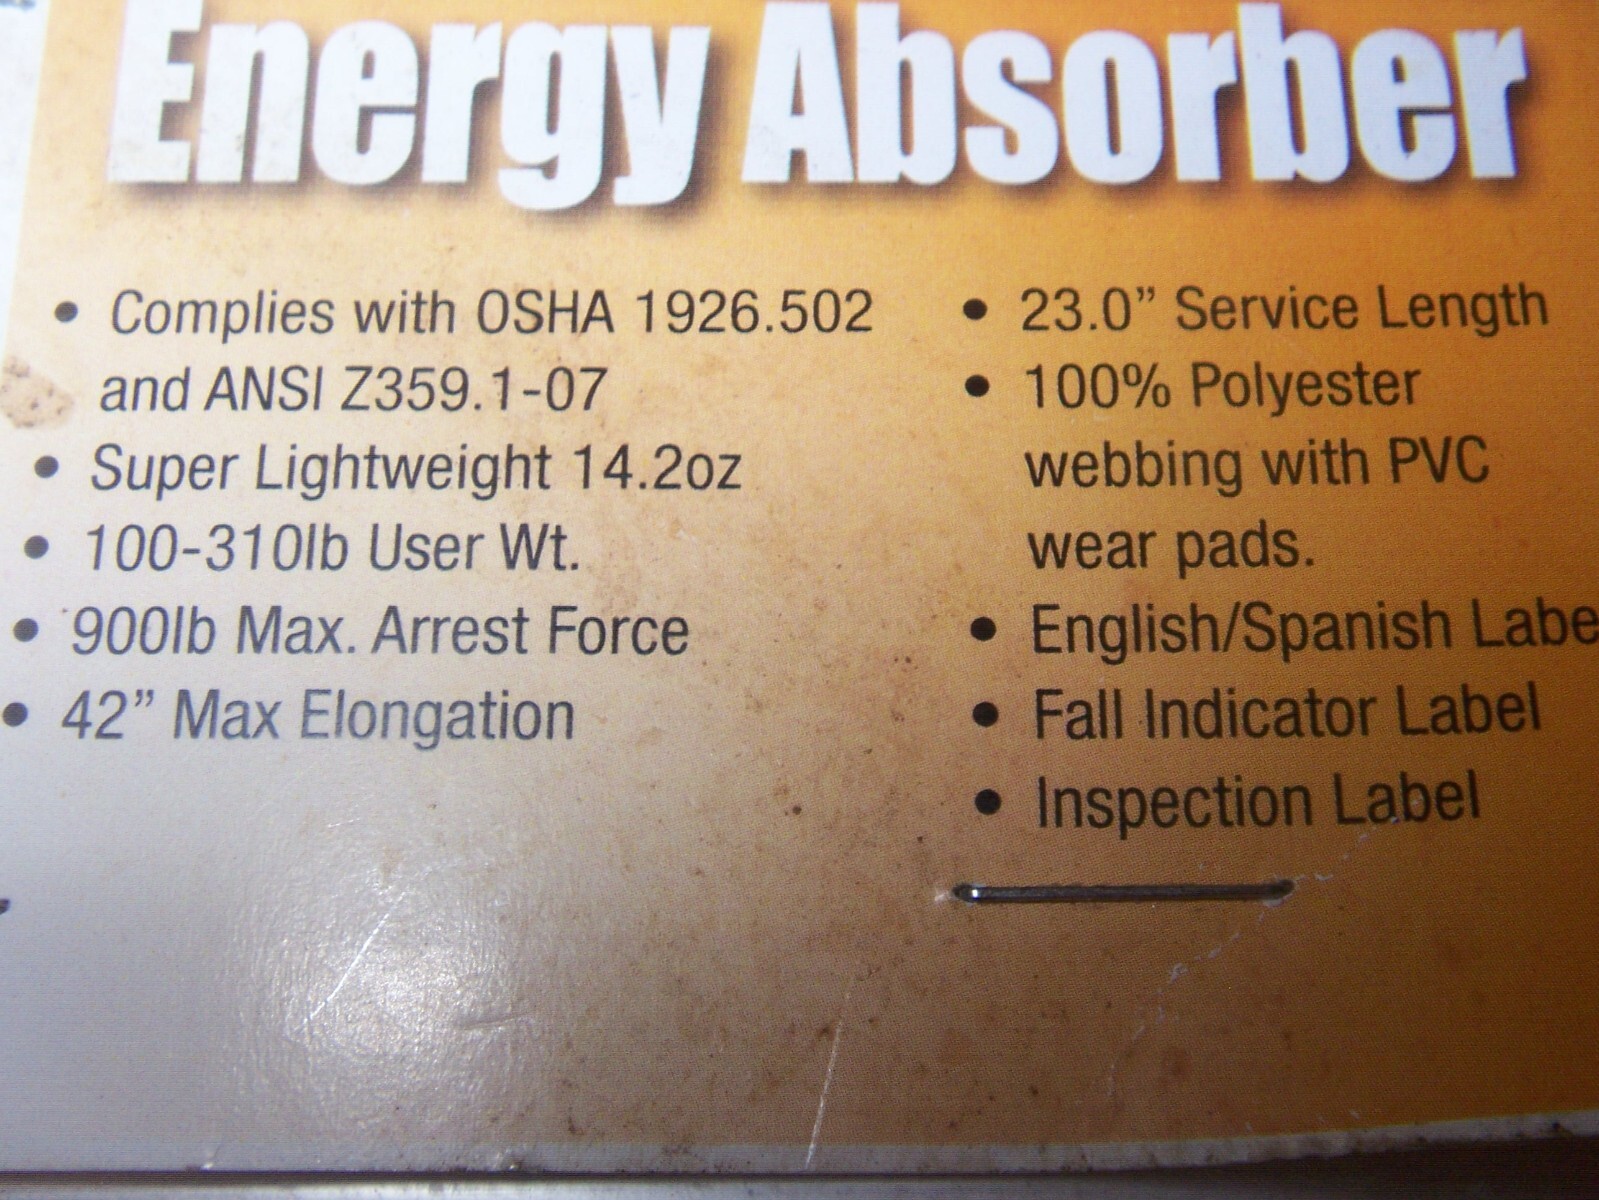 Energy Absorber
• Complies with OSHA 1926.502
and ANSI Z359.1-07
• Super Lightweight 14.2oz
• 100-310lb User Wt.
• 900lb Max. Arrest Force
• 42” Max Elongation
• 23.0” Service Length
• 100% Polyester
webbing with PVC
wear pads.
• English/Spanish Labe
• Fall Indicator Label
• Inspection Label